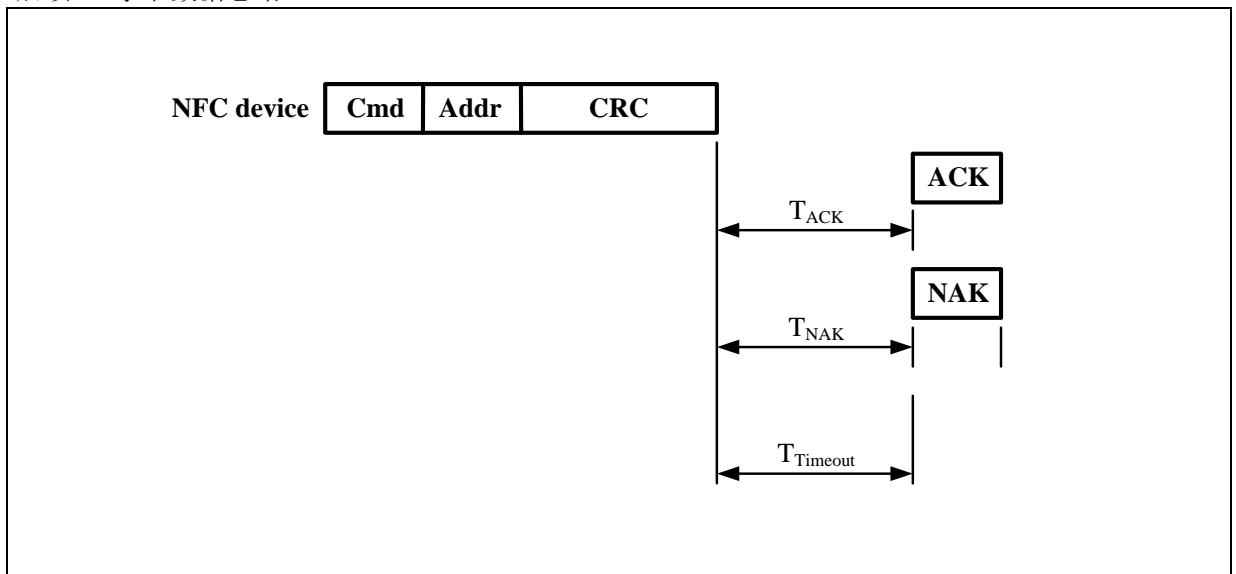 NFC device Cmd Addr CRC
ACK
TACK
NAK
TNAK
TTimeout